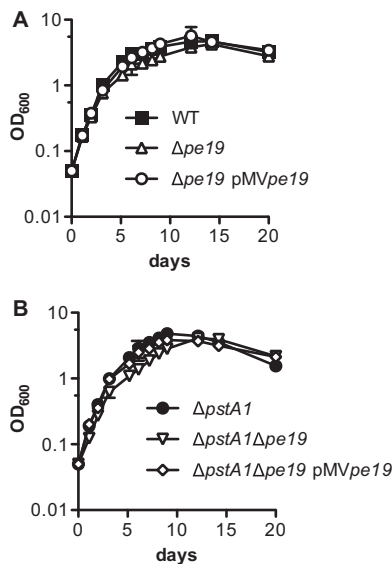 A
10
1
0.1
0.01
OD600
WT
Δpe19
Δpe19 pMVpe19
0 5 10 15 20
days
B
10
1
0.1
0.01
OD600
ΔpstA1
ΔpstA1Δpe19
ΔpstA1Δpe19 pMVpe19
0 5 10 15 20
days